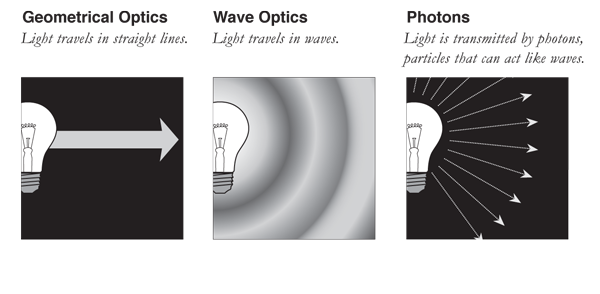 Geometrical Optics
Light travels in straight lines.
Wave Optics
Light travels in waves.
Photons
Light is transmitted by photons,
particles that can act like waves.